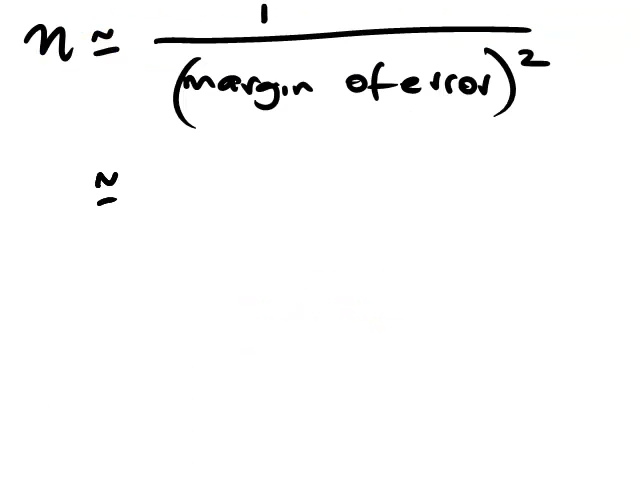 n ≃ 1 / (margin of error)²
≃